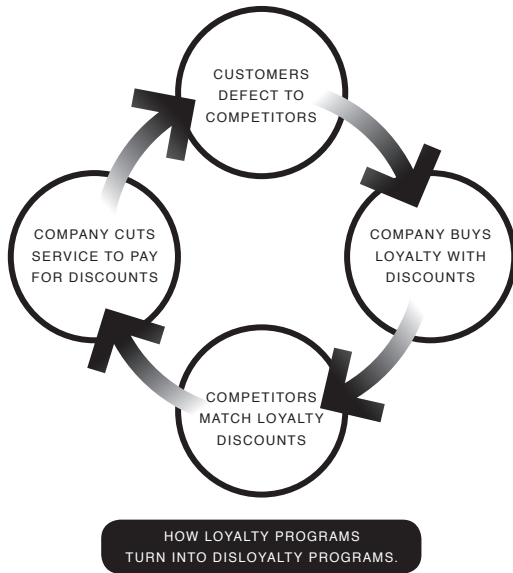 CUSTOMERS
DEFECT TO
COMPETITORS
COMPANY BUYS
LOYALTY WITH
DISCOUNTS
COMPETITORS
MATCH LOYALTY
DISCOUNTS
COMPANY CUTS
SERVICE TO PAY
FOR DISCOUNTS
HOW LOYALTY PROGRAMS
TURN INTO DISLOYALTY PROGRAMS.